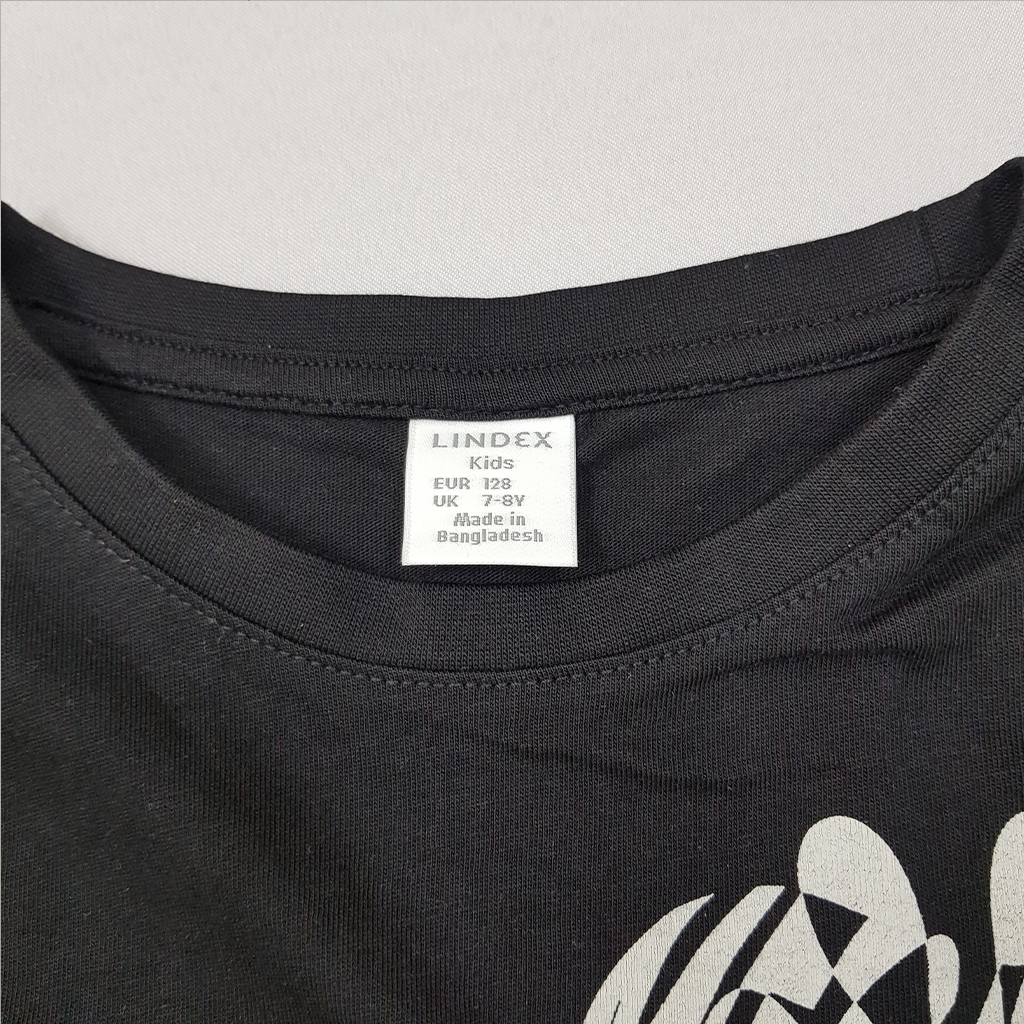 LINDEX
Kids
EUR 128
UK 7-8Y
Made in
Bangladesh